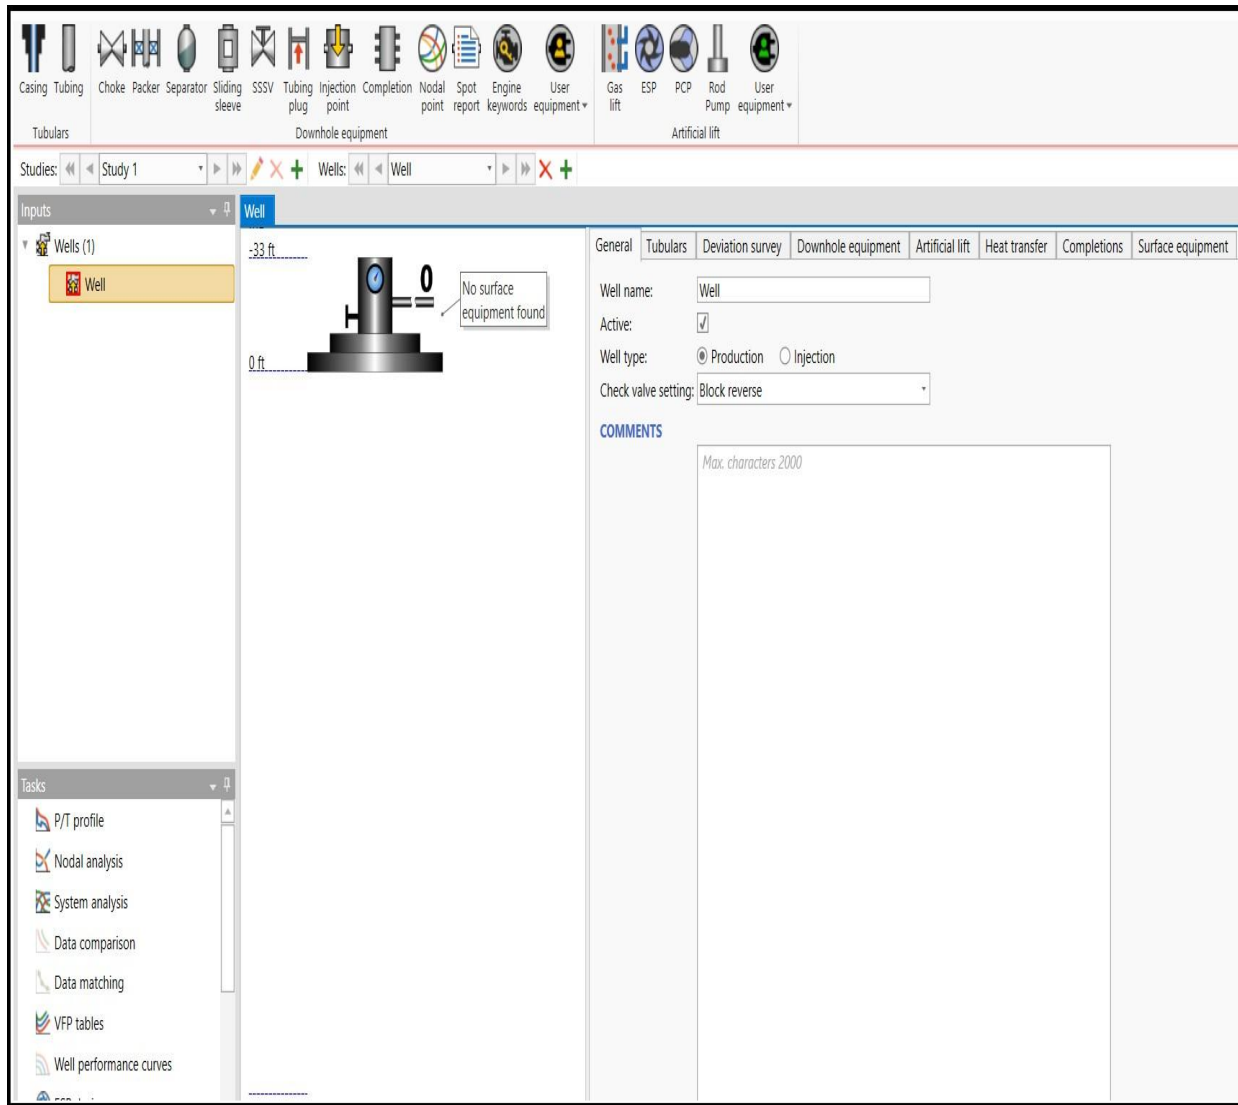 Casing Tubing Choke Packer Separator Sliding sleeve SSSV Tubing plug Injection point Completion Nodal point Spot report Engine keywords User equipment Gas lift ESP PCP Rod Pump User equipment
Tubulars Downhole equipment Artificial lift
Studies: Study 1 Wells: Well
Inputs
Wells (1)
Well
Well
-33 ft
0 ft
0
No surface
equipment found
General Tubulars Deviation survey Downhole equipment Artificial lift Heat transfer Completions Surface equipment
Well name: Well
Active:
Well type: Production Injection
Check valve setting: Block reverse
COMMENTS
Max. characters 2000
Tasks
P/T profile
Nodal analysis
System analysis
Data comparison
Data matching
VFP tables
Well performance curves